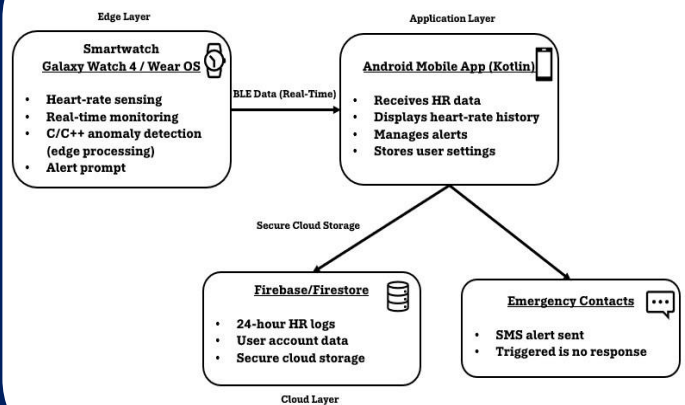 Edge Layer
Application Layer
Smartwatch
Galaxy Watch 4 / Wear OS
• Heart-rate sensing
• Real-time monitoring
• C/C++ anomaly detection
(edge processing)
• Alert prompt
BLE Data (Real-Time)
Android Mobile App (Kotlin)
• Receives HR data
• Displays heart-rate history
• Manages alerts
• Stores user settings
Secure Cloud Storage
Firebase/Firestore
• 24-hour HR logs
• User account data
• Secure cloud storage
Emergency Contacts
• SMS alert sent
• Triggered is no response
Cloud Layer